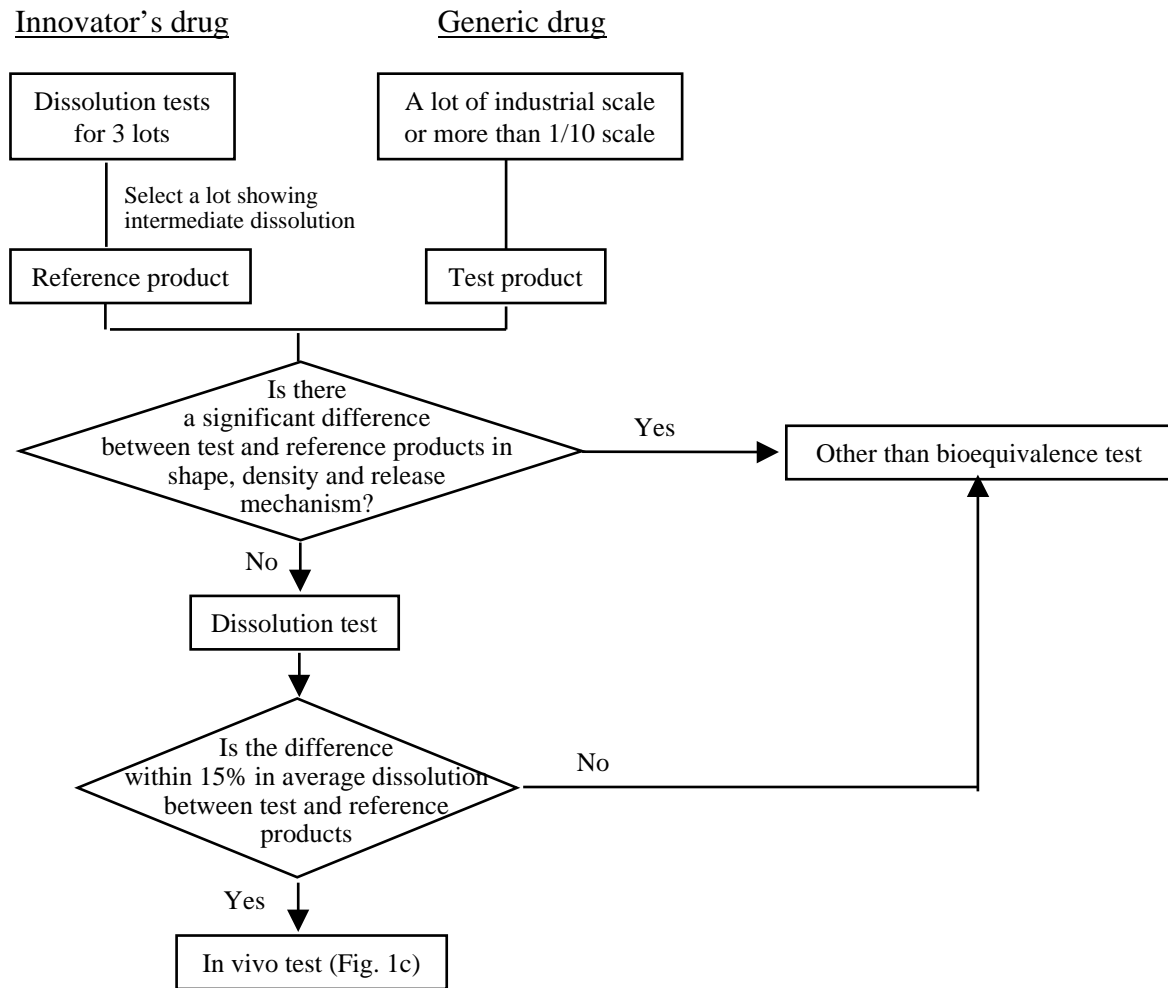 Innovator's drug
Generic drug
Dissolution tests
for 3 lots
A lot of industrial scale
or more than 1/10 scale
Select a lot showing
intermediate dissolution
Reference product
Test product
Is there
a significant difference
between test and reference products in
shape, density and release
mechanism?
Yes
Other than bioequivalence test
No
Dissolution test
Is the difference
within 15% in average dissolution
between test and reference
products
No
Yes
In vivo test (Fig. 1c)